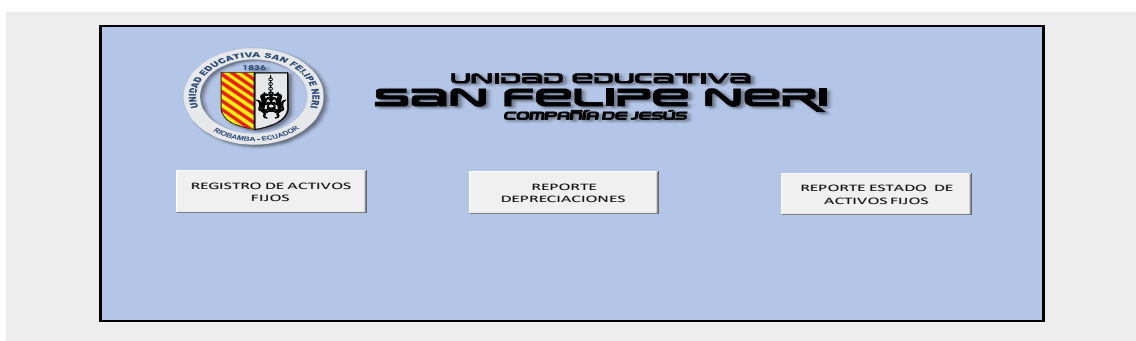 UNIDAD EDUCATIVA SAN FELIPE NERI
1836
RIOBAMBA - ECUADOR
UNIDAD EDUCATIVA
SAN FELIPE NERI
COMPAÑÍA DE JESÚS
REGISTRO DE ACTIVOS
FIJOS
REPORTE
DEPRECIACIONES
REPORTE ESTADO DE
ACTIVOS FIJOS